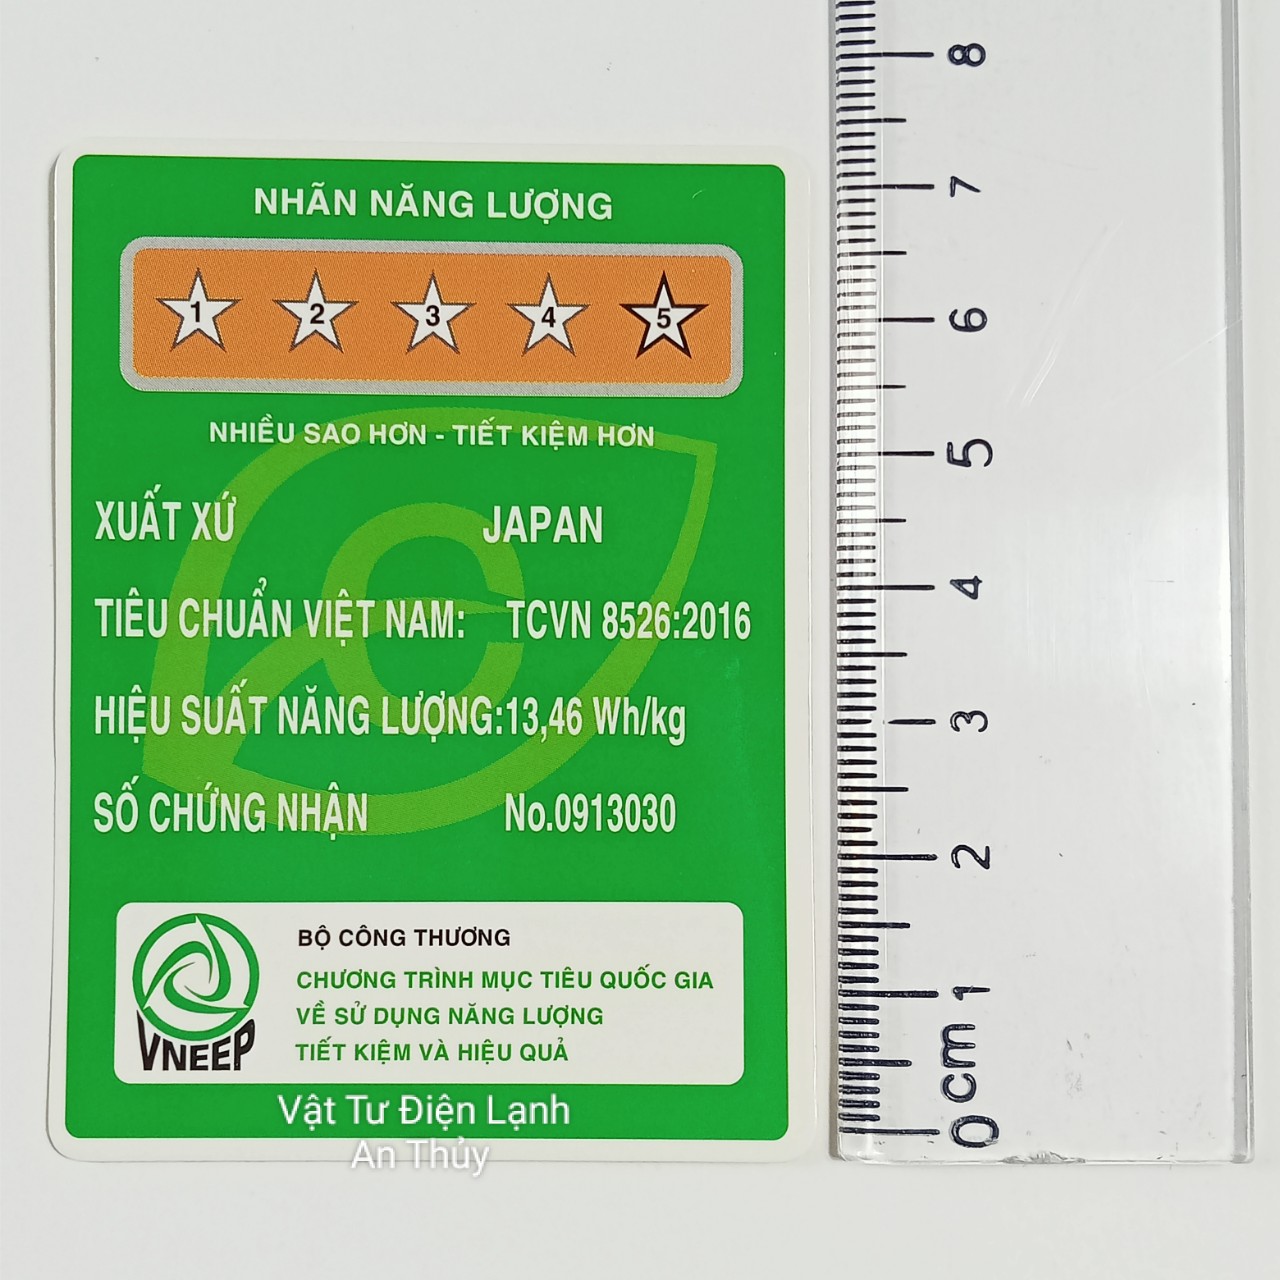 NHÃN NĂNG LƯỢNG
1 2 3 4 5
NHIỀU SAO HƠN - TIẾT KIỆM HƠN
XUẤT XỨ JAPAN
TIÊU CHUẨN VIỆT NAM: TCVN 8526:2016
HIỆU SUẤT NĂNG LƯỢNG:13,46 Wh/kg
SỐ CHỨNG NHẬN No.0913030
VNEEP
BỘ CÔNG THƯƠNG
CHƯƠNG TRÌNH MỤC TIÊU QUỐC GIA
VỀ SỬ DỤNG NĂNG LƯỢNG
TIẾT KIỆM VÀ HIỆU QUẢ
Vật Tư Điện Lạnh
An Thủy
0 cm 1 2 3 4 5 6 7 8